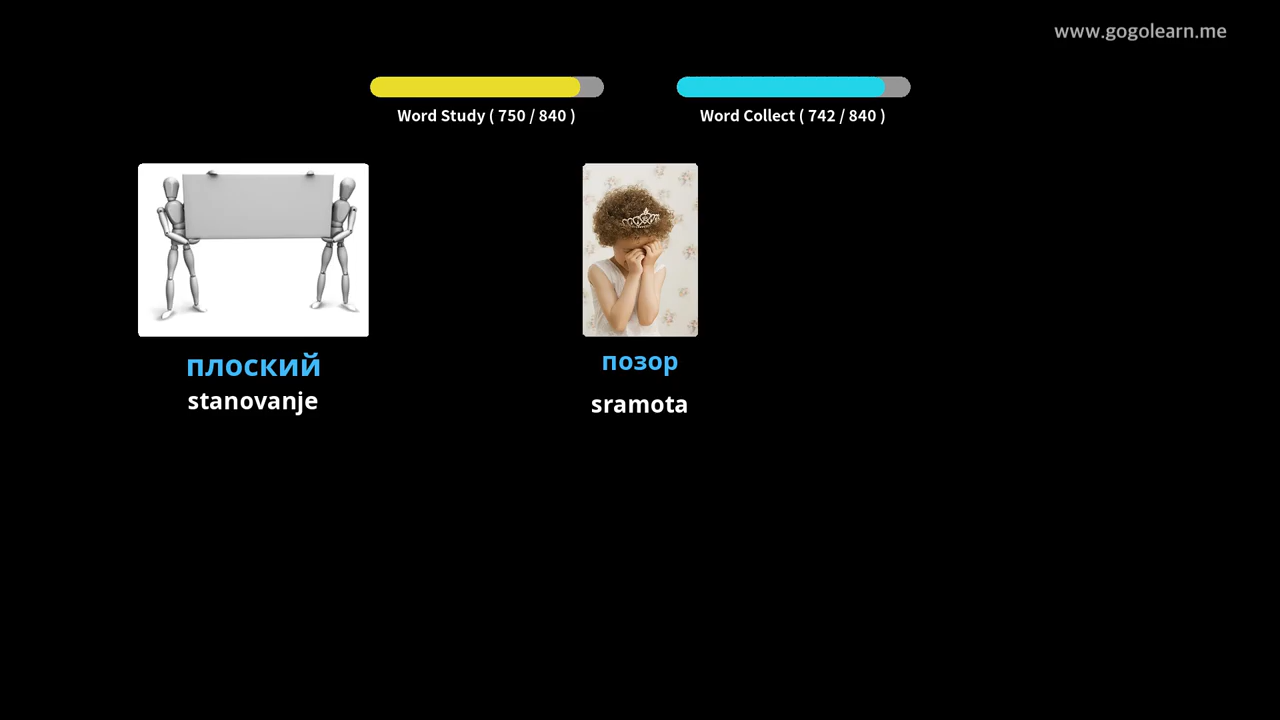 www.gogolearn.me
Word Study ( 750 / 840 )
Word Collect ( 742 / 840 )
плоский
stanovanje
позор
sramota